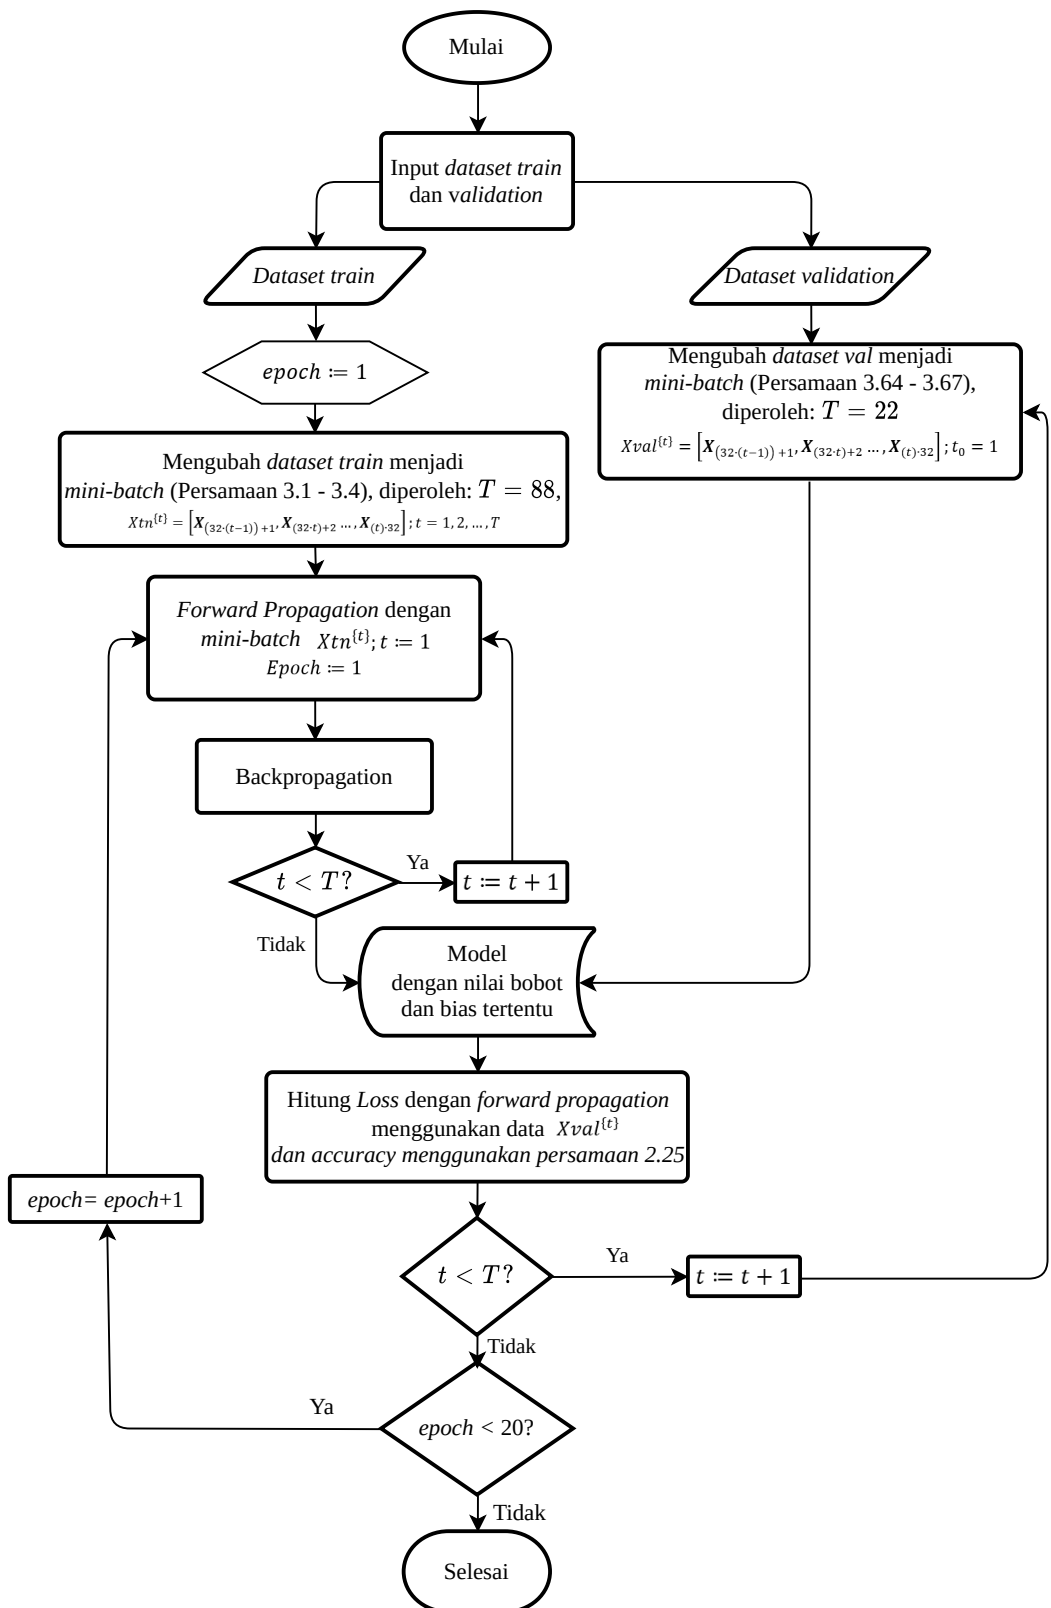 Mulai
Input dataset train
dan validation
Dataset train
Dataset validation
epoch ≔ 1
Mengubah dataset val menjadi
mini-batch (Persamaan 3.64 - 3.67),
diperoleh: T = 22
Xval^{t} = [X_(32·(t−1))+1, X_(32·t)+2 …, X_(t)·32]; t₀ = 1
Mengubah dataset train menjadi
mini-batch (Persamaan 3.1 - 3.4), diperoleh: T = 88,
Xtn^{t} = [X_(32·(t−1))+1, X_(32·t)+2 …, X_(t)·32]; t = 1, 2, …, T
Forward Propagation dengan
mini-batch Xtn^{t}; t ≔ 1
Epoch ≔ 1
Backpropagation
t < T?
Ya
t ≔ t + 1
Tidak
Model
dengan nilai bobot
dan bias tertentu
Hitung Loss dengan forward propagation
menggunakan data Xval^{t}
dan accuracy menggunakan persamaan 2.25
epoch= epoch+1
t < T?
Ya
t ≔ t + 1
Tidak
Ya
epoch < 20?
Tidak
Selesai